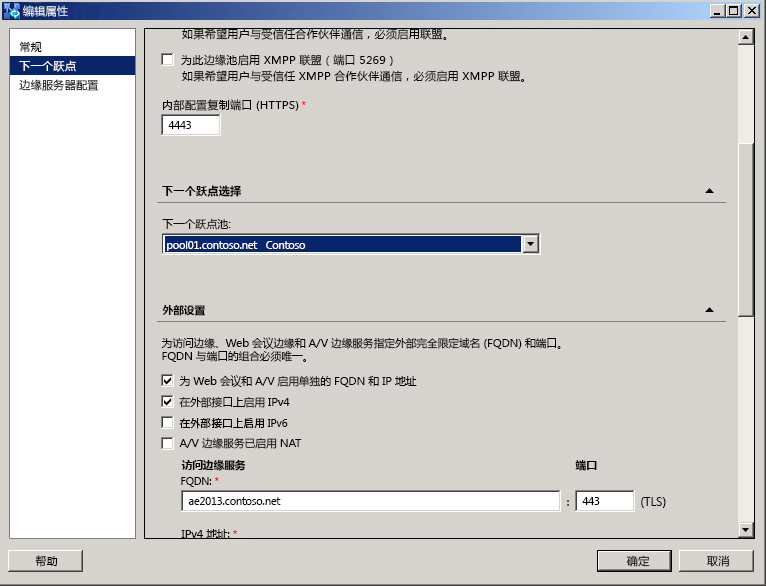 编辑属性
常规
下一个跃点
边缘服务器配置
如果希望用户与受信任合作伙伴通信，必须启用联盟。
为此边缘池启用 XMPP 联盟（端口 5269）
如果希望用户与受信任 XMPP 合作伙伴通信，必须启用 XMPP 联盟。
内部配置复制端口 (HTTPS) *
4443
下一个跃点选择
下一个跃点池:
pool01.contoso.net Contoso
外部设置
为访问边缘、Web 会议边缘和 A/V 边缘服务指定外部完全限定域名 (FQDN) 和端口。
FQDN 与端口的组合必须唯一。
为 Web 会议和 A/V 启用单独的 FQDN 和 IP 地址
在外部接口上启用 IPv4
在外部接口上启用 IPv6
A/V 边缘服务已启用 NAT
访问边缘服务 端口
FQDN: *
ae2013.contoso.net : 443 (TLS)
IPv4 地址: *
帮助 确定 取消